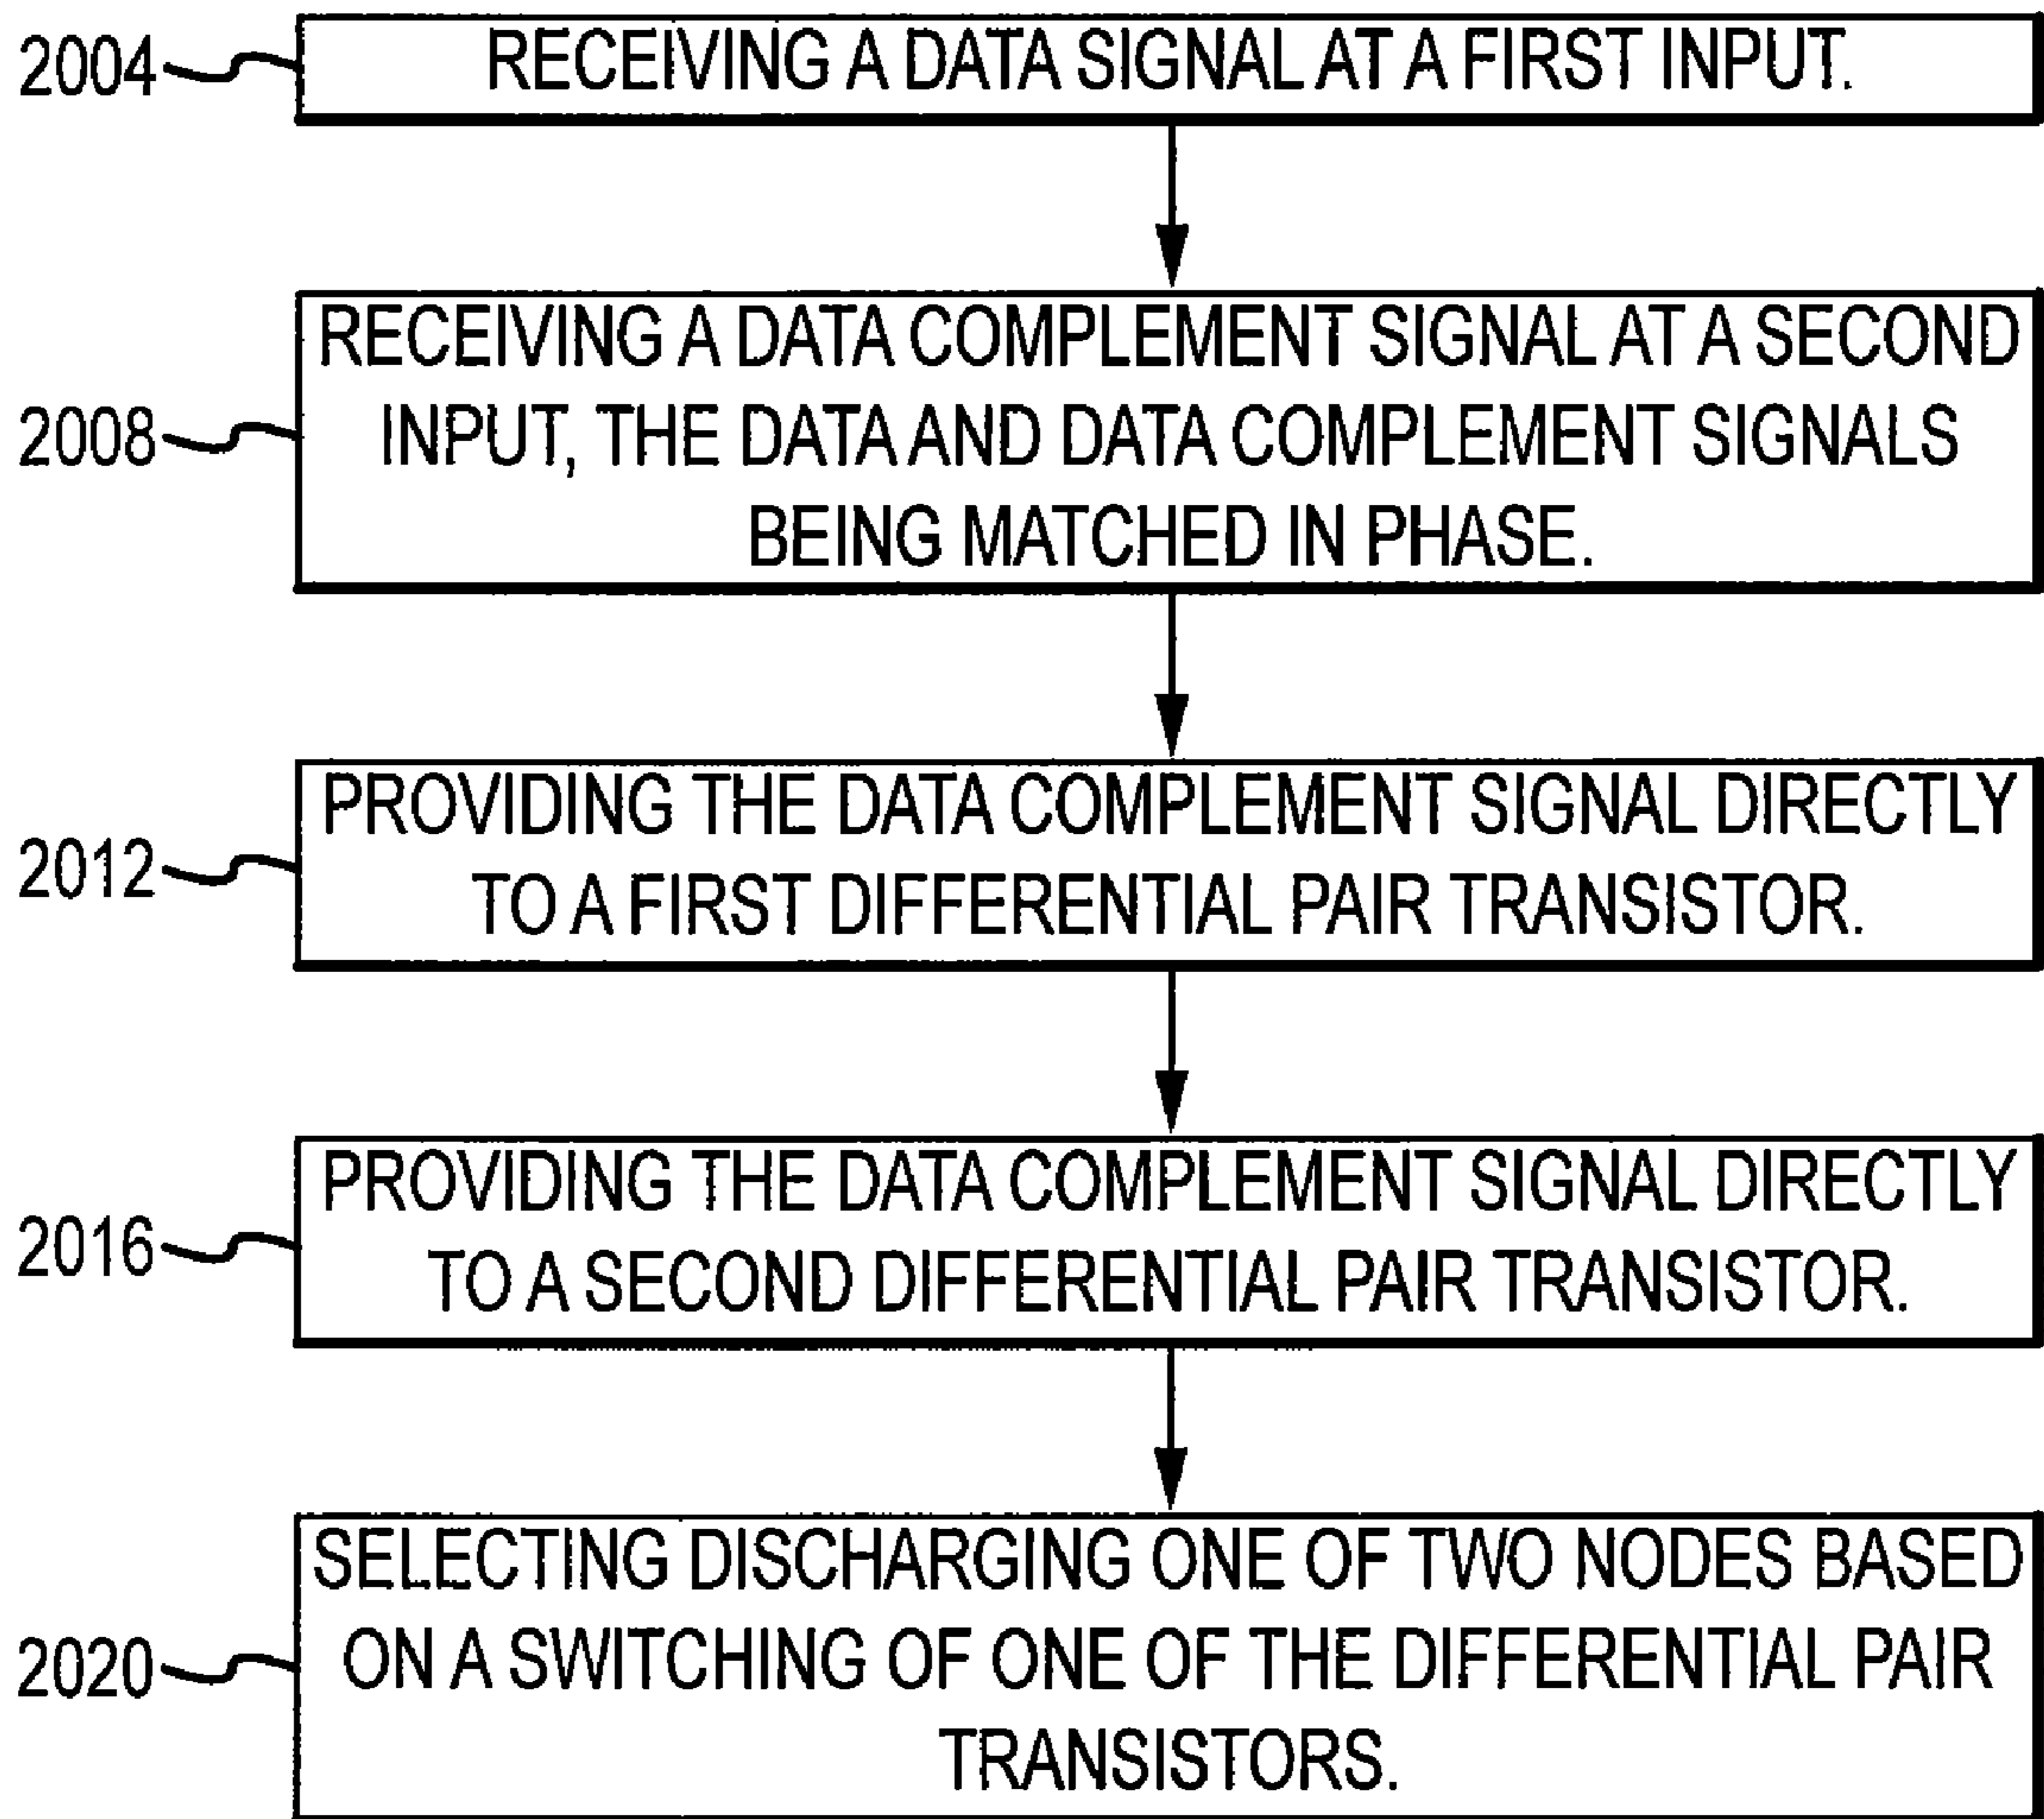 2004
RECEIVING A DATA SIGNAL AT A FIRST INPUT.
2008
RECEIVING A DATA COMPLEMENT SIGNAL AT A SECOND
INPUT, THE DATA AND DATA COMPLEMENT SIGNALS
BEING MATCHED IN PHASE.
2012
PROVIDING THE DATA COMPLEMENT SIGNAL DIRECTLY
TO A FIRST DIFFERENTIAL PAIR TRANSISTOR.
2016
PROVIDING THE DATA COMPLEMENT SIGNAL DIRECTLY
TO A SECOND DIFFERENTIAL PAIR TRANSISTOR.
2020
SELECTING DISCHARGING ONE OF TWO NODES BASED
ON A SWITCHING OF ONE OF THE DIFFERENTIAL PAIR
TRANSISTORS.